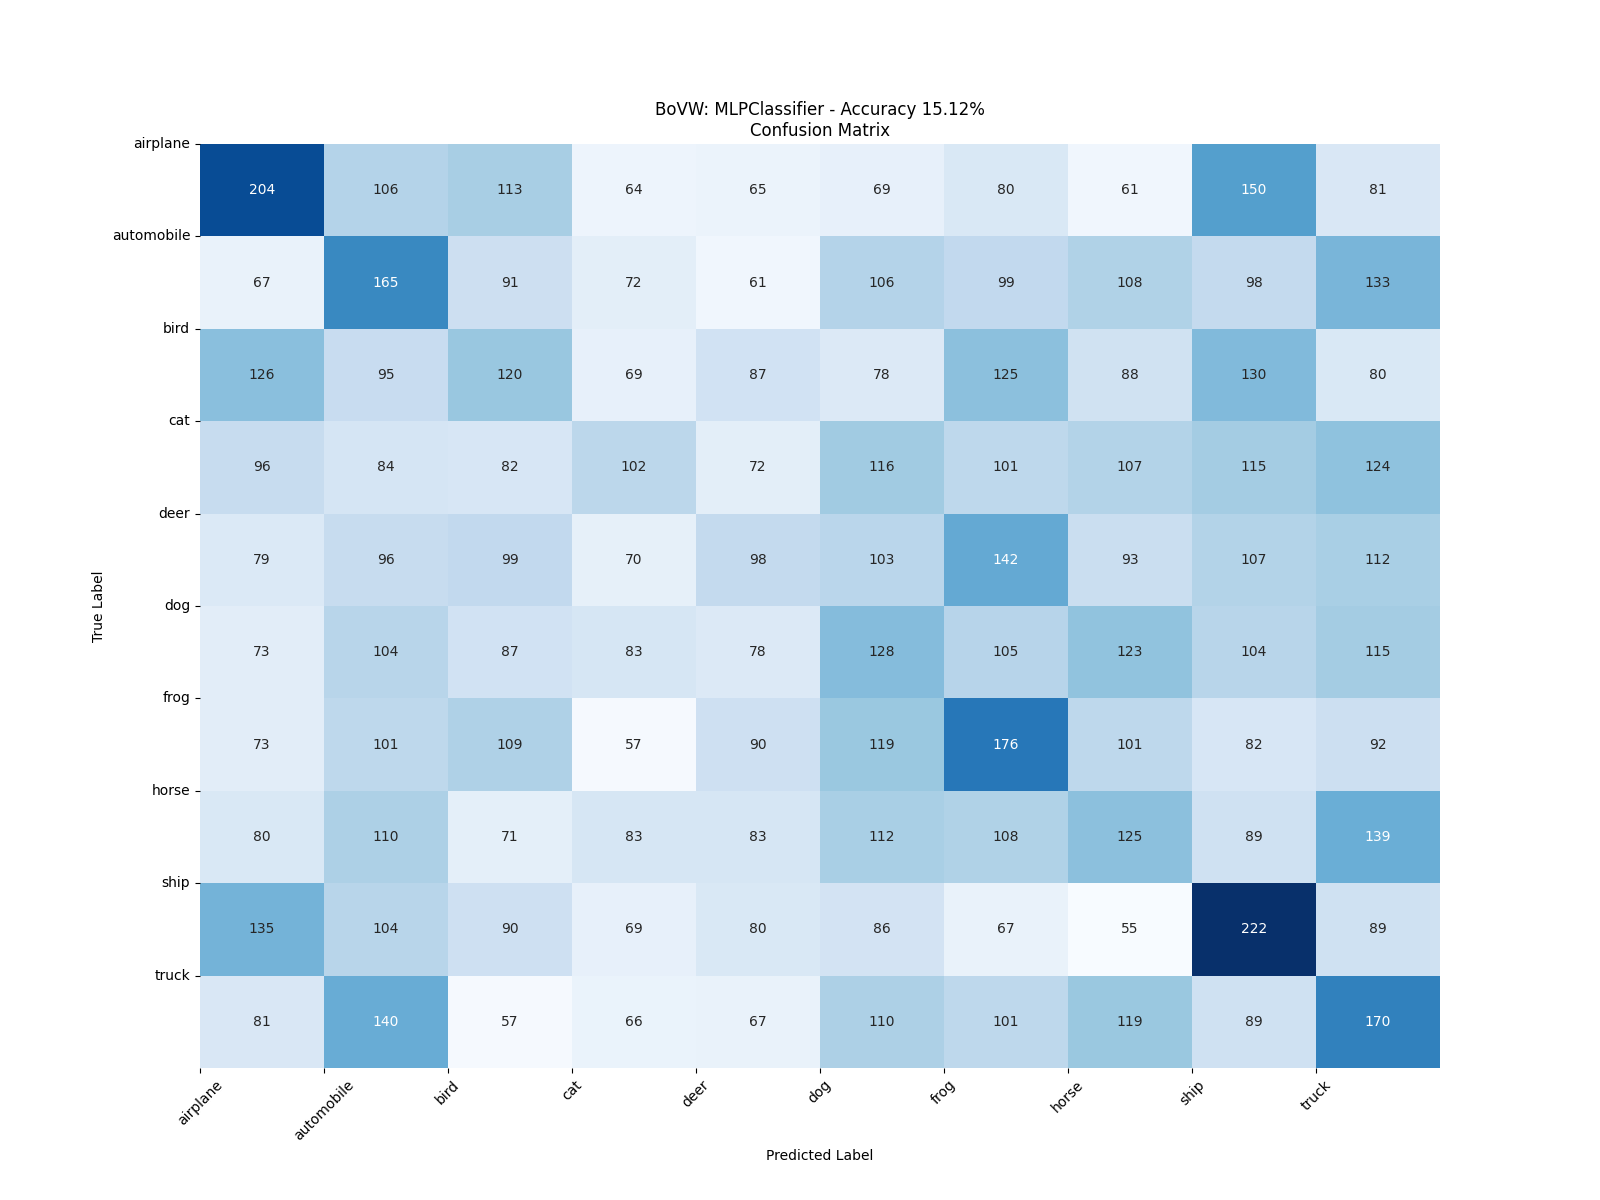 BoVW: MLPClassifier - Accuracy 15.12%
Confusion Matrix
airplane
204 106 113 64 65 69 80 61 150 81
automobile
67 165 91 72 61 106 99 108 98 133
bird
126 95 120 69 87 78 125 88 130 80
cat
96 84 82 102 72 116 101 107 115 124
deer
79 96 99 70 98 103 142 93 107 112
dog
73 104 87 83 78 128 105 123 104 115
frog
73 101 109 57 90 119 176 101 82 92
horse
80 110 71 83 83 112 108 125 89 139
ship
135 104 90 69 80 86 67 55 222 89
truck
81 140 57 66 67 110 101 119 89 170
True Label
airplane automobile bird cat deer dog frog horse ship truck
Predicted Label